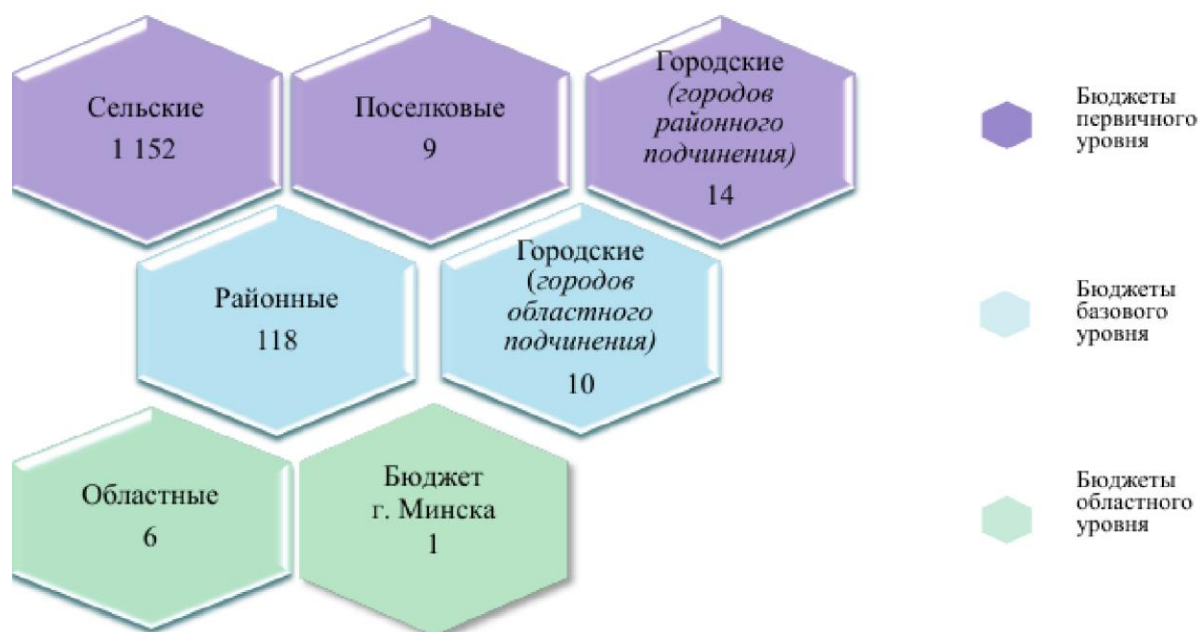 Сельские
1 152
Поселковые
9
Городские
(городов
районного
подчинения)
14
Бюджеты
первичного
уровня
Районные
118
Городские
(городов
областного
подчинения)
10
Бюджеты
базового
уровня
Областные
6
Бюджет
г. Минска
1
Бюджеты
областного
уровня